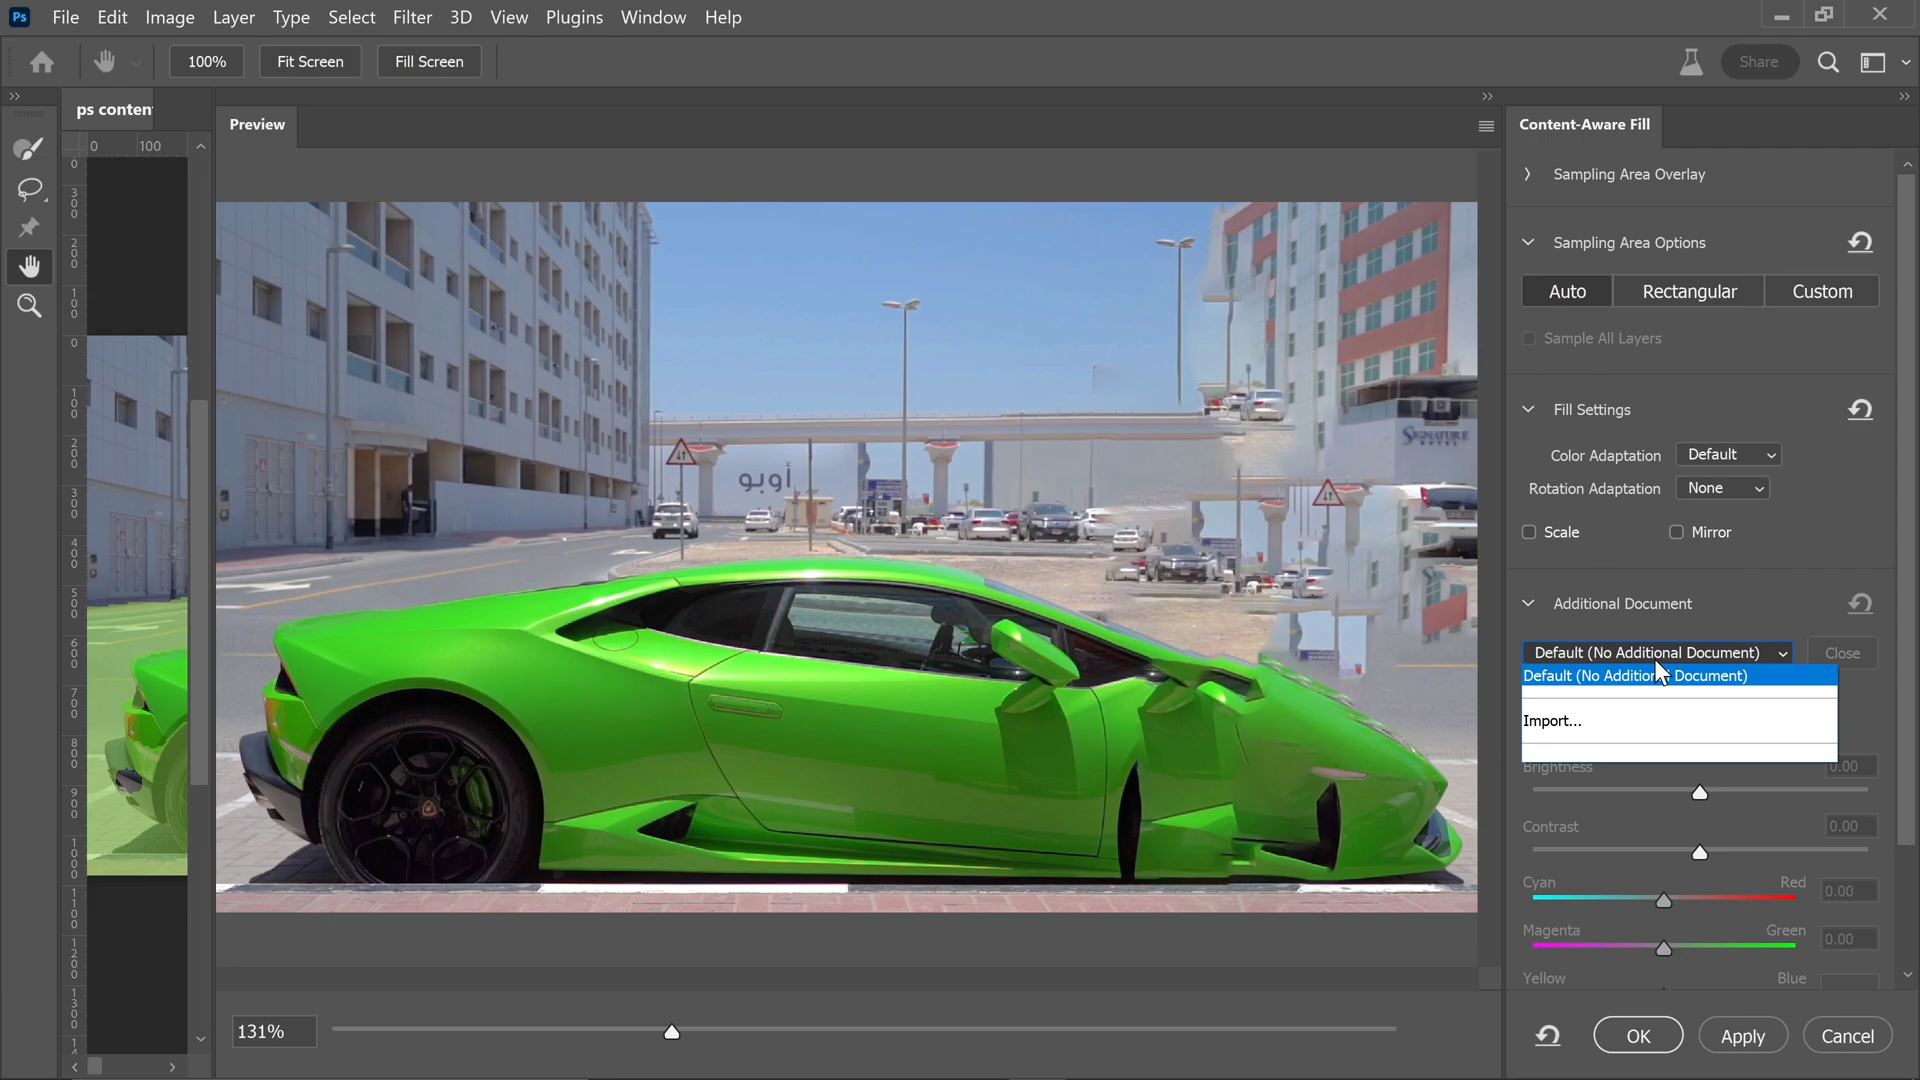 Ps File Edit Image Layer Type Select Filter 3D View Plugins Window Help
100% Fit Screen Fill Screen Share
ps conten
Preview
Content-Aware Fill
0 100
Sampling Area Overlay
Sampling Area Options
Auto Rectangular Custom
Sample All Layers
Fill Settings
SIGNATURE
HOTEL
Color Adaptation Default
أوبو
Rotation Adaptation None
Scale Mirror
Additional Document
Default (No Additional Document) Close
Default (No Addition Document)
Import...
Brightness 0.00
Contrast 0.00
Cyan Red 0.00
Magenta Green 0.00
Yellow Blue
131%
OK Apply Cancel